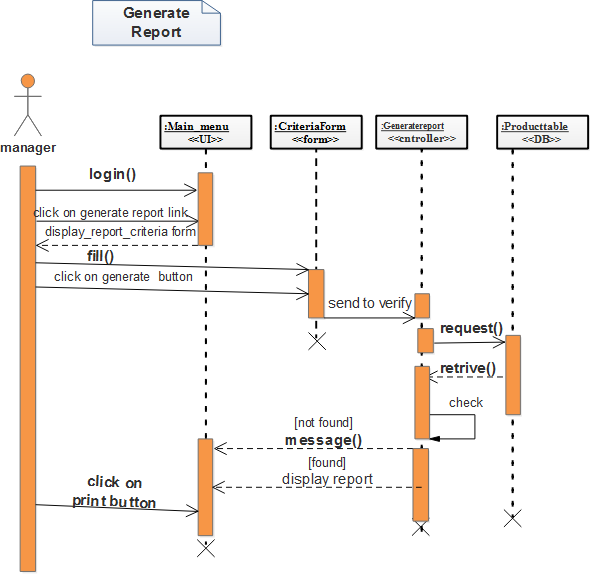 Generate
Report
manager
:Main_menu
<<UI>>
:CriteriaForm
<<form>>
:Generatereport
<<cntroller>>
:Producttable
<<DB>>
login()
click on generate report link
display_report_criteria form
fill()
click on generate button
send to verify
request()
retrive()
check
[not found]
message()
[found]
display report
click on
print button